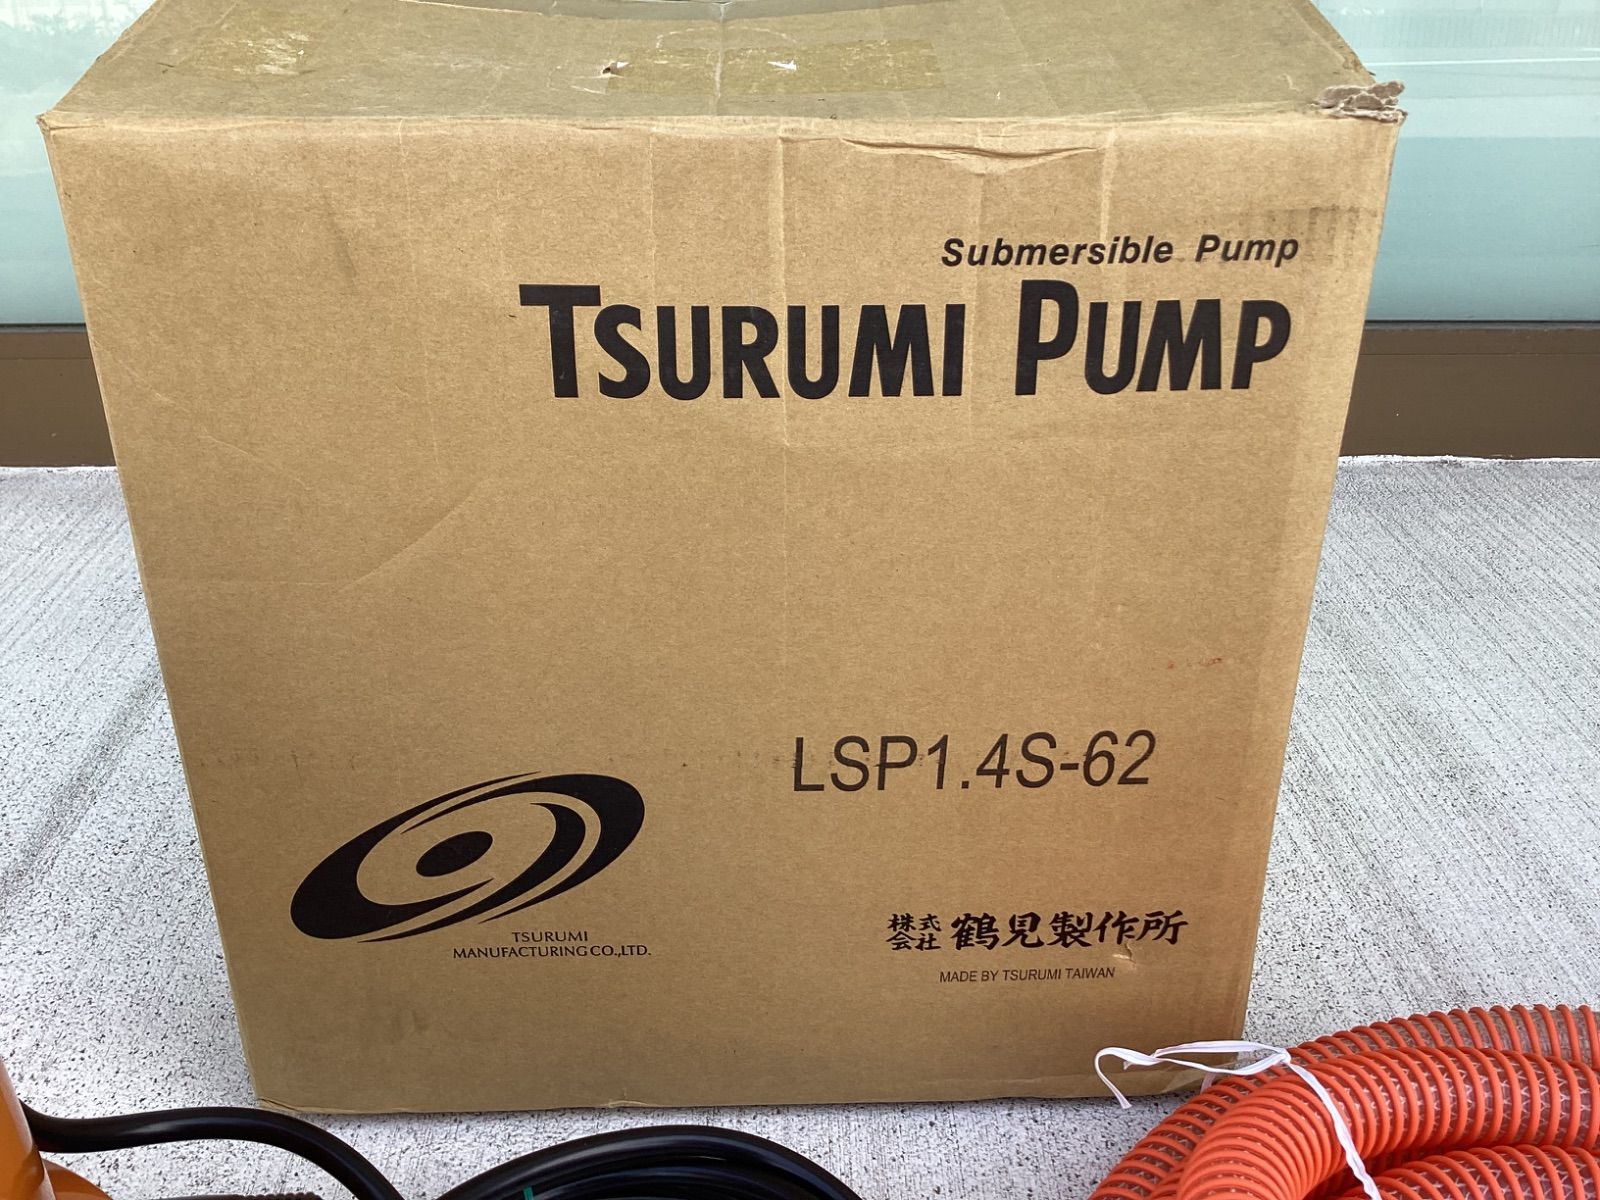 Submersible Pump
TSURUMI PUMP
LSP1.4S-62
TSURUMI
MANUFACTURING CO.,LTD.
株式会社 鶴見製作所
MADE BY TSURUMI TAIWAN